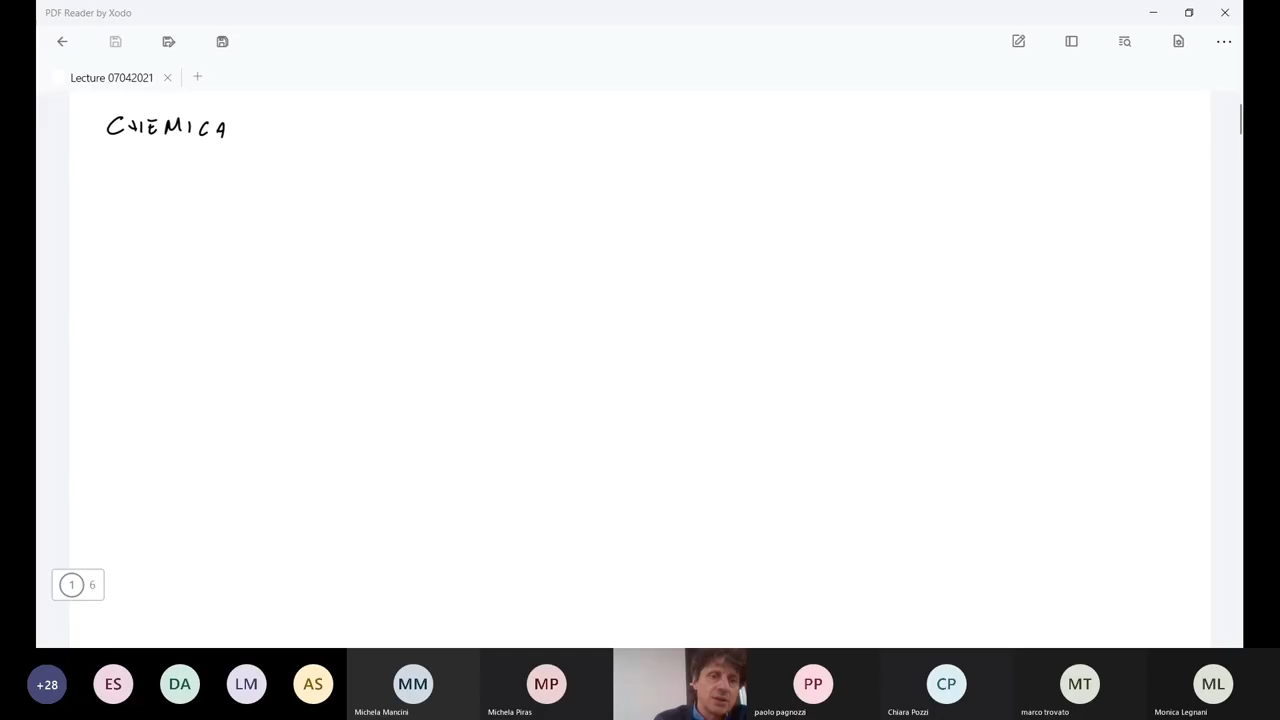 PDF Reader by Xodo
Lecture 07042021
CHEMICA
1 6
+28 ES DA LM AS MM MP PP CP MT ML
Michela Mancini Michela Piras paolo pagnozzi Chiara Pozzi marco trovato Monica Legnani